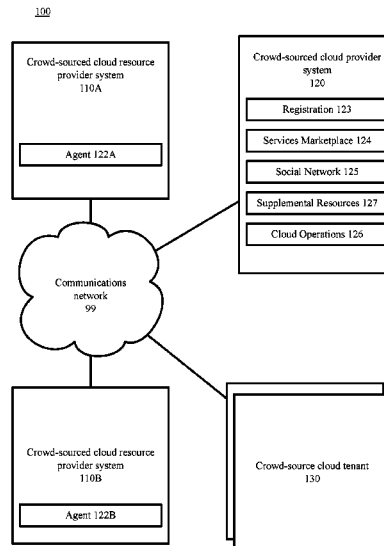 100
Crowd-sourced cloud resource
provider system
110A
Agent 122A
Crowd-sourced cloud provider
system
120
Registration 123
Services Marketplace 124
Social Network 125
Supplemental Resources 127
Cloud Operations 126
Communications
network
99
Crowd-sourced cloud resource
provider system
110B
Agent 122B
Crowd-source cloud tenant
130